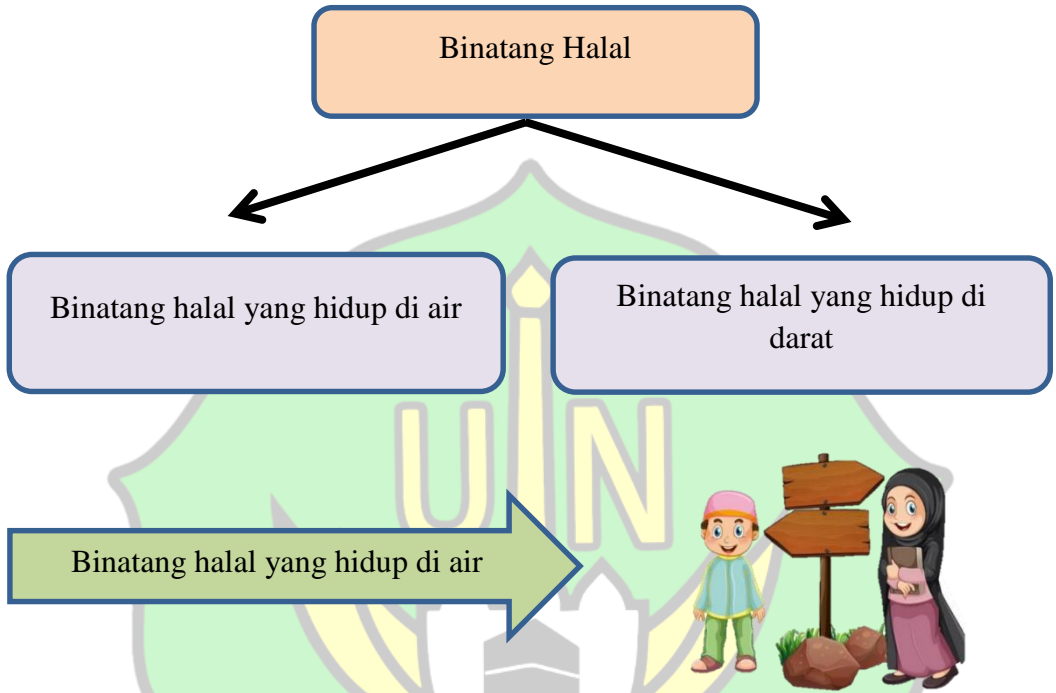 Binatang Halal
Binatang halal yang hidup di air
Binatang halal yang hidup di
darat
UIN
Binatang halal yang hidup di air